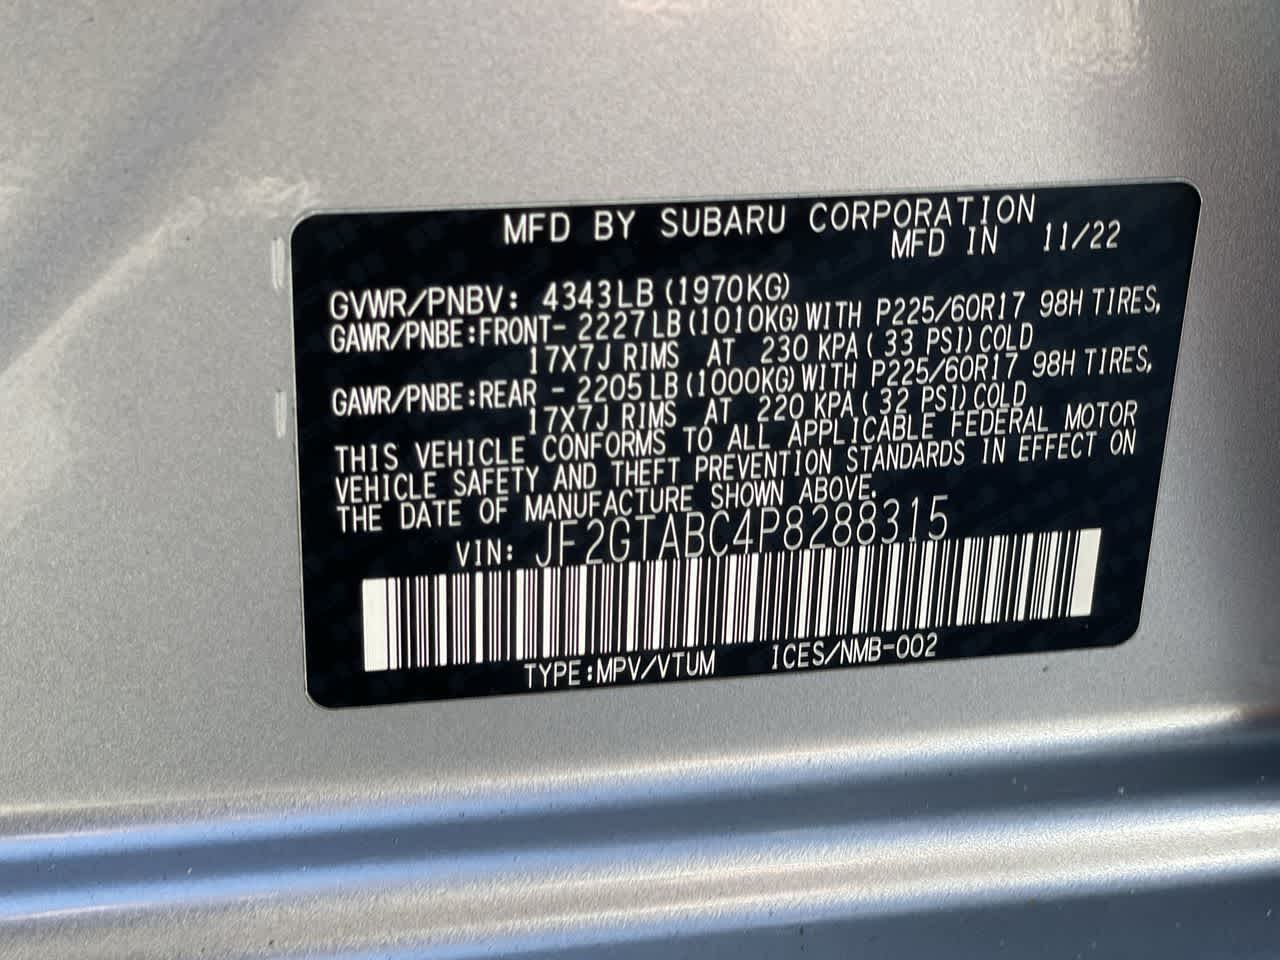 MFD BY SUBARU CORPORATION
MFD IN 11/22
GVWR/PNBV: 4343LB (1970KG)
GAWR/PNBE:FRONT- 2227LB (1010KG) WITH P225/60R17 98H TIRES,
17X7J RIMS AT 230 KPA ( 33 PSI) COLD
GAWR/PNBE:REAR - 2205LB (1000KG) WITH P225/60R17 98H TIRES,
17X7J RIMS AT 220 KPA ( 32 PSI) COLD
THIS VEHICLE CONFORMS TO ALL APPLICABLE FEDERAL MOTOR
VEHICLE SAFETY AND THEFT PREVENTION STANDARDS IN EFFECT ON
THE DATE OF MANUFACTURE SHOWN ABOVE.
VIN: JF2GTABC4P8288315
TYPE:MPV/VTUM ICES/NMB-002